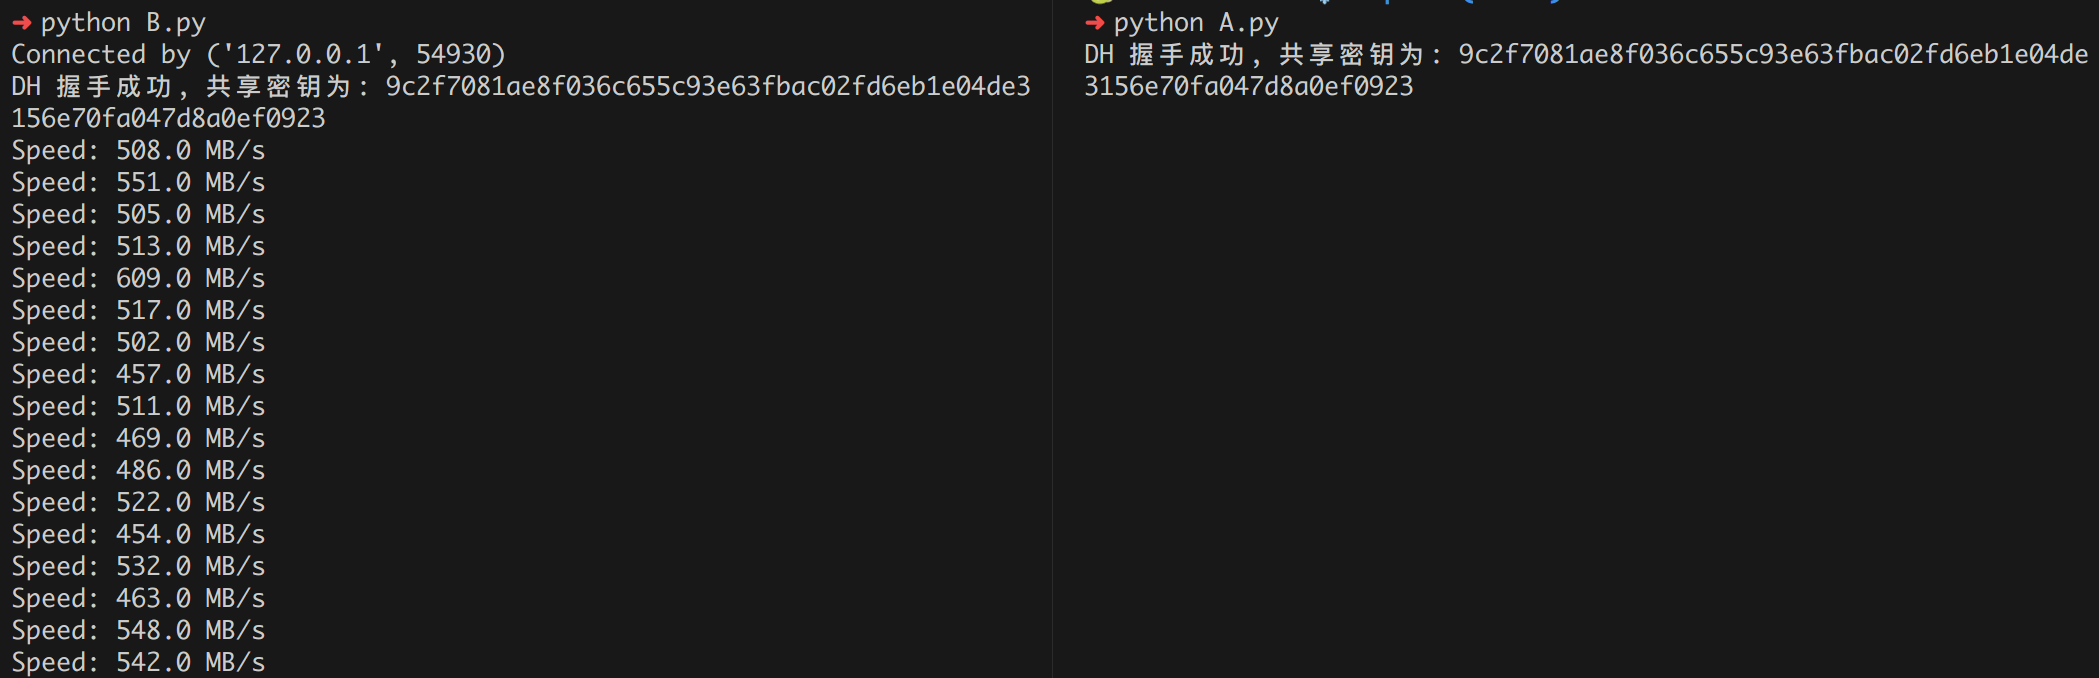 ➜ python B.py
Connected by ('127.0.0.1', 54930)
DH 握手成功，共享密钥为：9c2f7081ae8f036c655c93e63fbac02fd6eb1e04de3
156e70fa047d8a0ef0923
Speed: 508.0 MB/s
Speed: 551.0 MB/s
Speed: 505.0 MB/s
Speed: 513.0 MB/s
Speed: 609.0 MB/s
Speed: 517.0 MB/s
Speed: 502.0 MB/s
Speed: 457.0 MB/s
Speed: 511.0 MB/s
Speed: 469.0 MB/s
Speed: 486.0 MB/s
Speed: 522.0 MB/s
Speed: 454.0 MB/s
Speed: 532.0 MB/s
Speed: 463.0 MB/s
Speed: 548.0 MB/s
Speed: 542.0 MB/s
➜ python A.py
DH 握手成功，共享密钥为：9c2f7081ae8f036c655c93e63fbac02fd6eb1e04de
3156e70fa047d8a0ef0923